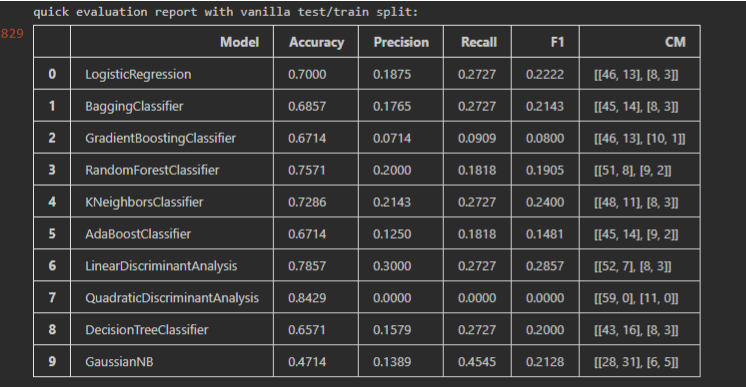 quick evaluation report with vanilla test/train split:
829
Model Accuracy Precision Recall F1 CM
0 LogisticRegression 0.7000 0.1875 0.2727 0.2222 [[46, 13], [8, 3]]
1 BaggingClassifier 0.6857 0.1765 0.2727 0.2143 [[45, 14], [8, 3]]
2 GradientBoostingClassifier 0.6714 0.0714 0.0909 0.0800 [[46, 13], [10, 1]]
3 RandomForestClassifier 0.7571 0.2000 0.1818 0.1905 [[51, 8], [9, 2]]
4 KNeighborsClassifier 0.7286 0.2143 0.2727 0.2400 [[48, 11], [8, 3]]
5 AdaBoostClassifier 0.6714 0.1250 0.1818 0.1481 [[45, 14], [9, 2]]
6 LinearDiscriminantAnalysis 0.7857 0.3000 0.2727 0.2857 [[52, 7], [8, 3]]
7 QuadraticDiscriminantAnalysis 0.8429 0.0000 0.0000 0.0000 [[59, 0], [11, 0]]
8 DecisionTreeClassifier 0.6571 0.1579 0.2727 0.2000 [[43, 16], [8, 3]]
9 GaussianNB 0.4714 0.1389 0.4545 0.2128 [[28, 31], [6, 5]]